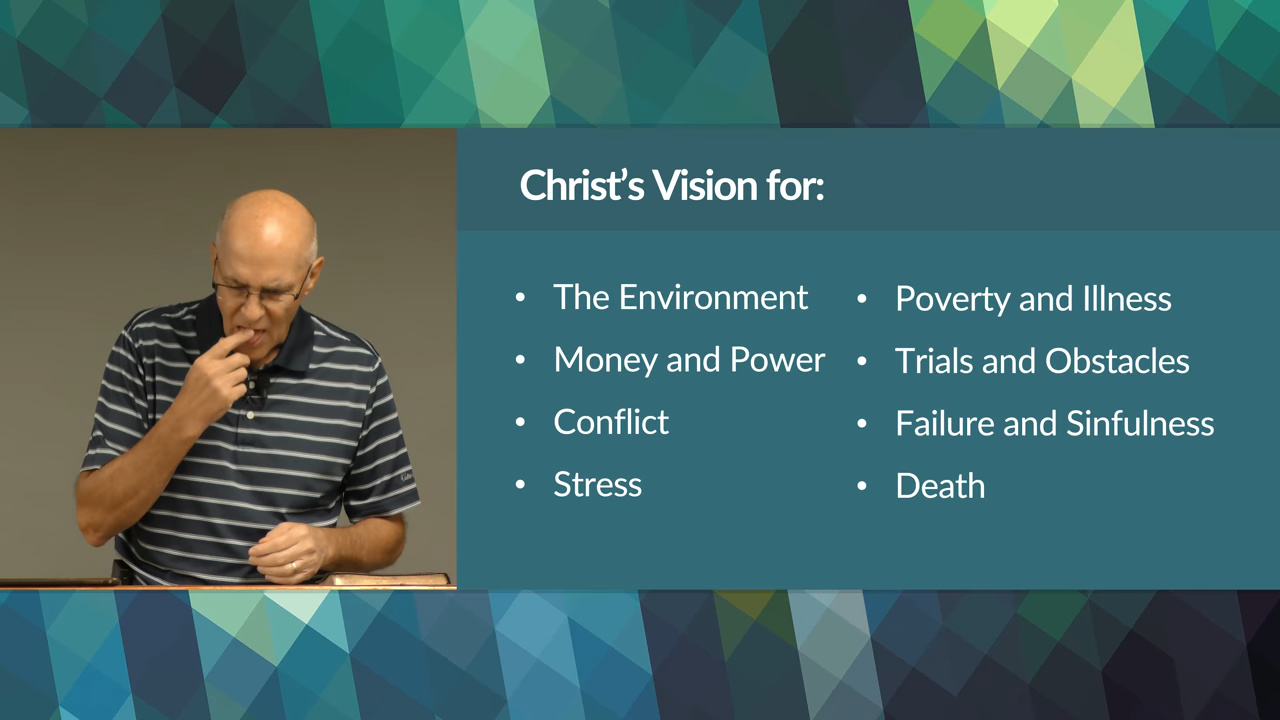 Christ's Vision for:
• The Environment
• Money and Power
• Conflict
• Stress
• Poverty and Illness
• Trials and Obstacles
• Failure and Sinfulness
• Death